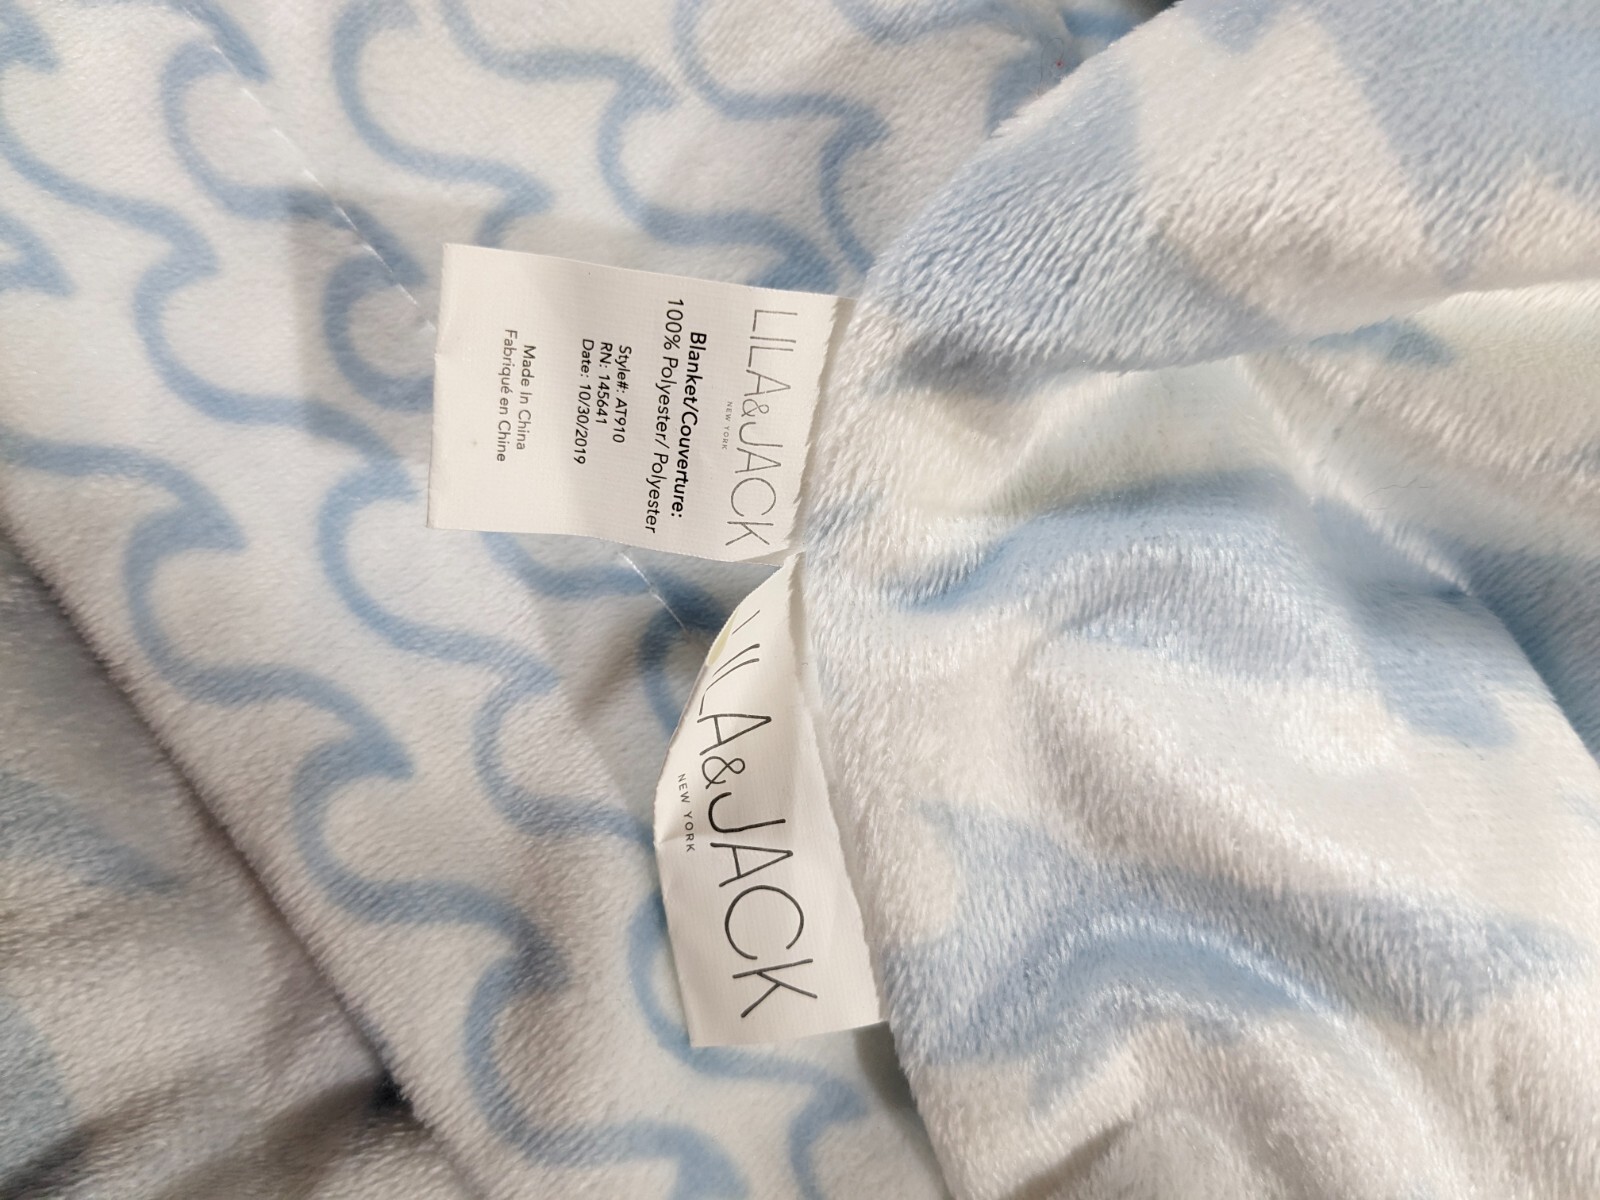 LILA&JACK
NEW YORK
Blanket/Couverture:
100% Polyester/ Polyester
Style#: AT910
RN: 145641
Date: 10/30/2019
Made In China
Fabriqué en Chine
LILA&JACK
NEW YORK